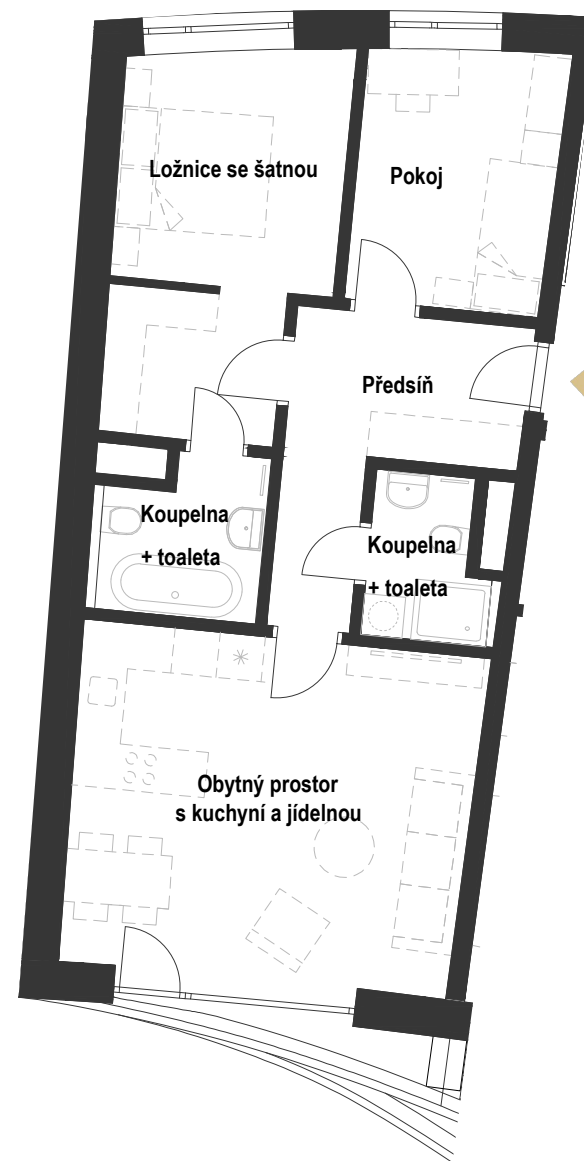 Ložnice se šatnou
Pokoj
Předsíň
Koupelna
+ toaleta
Koupelna
+ toaleta
Obytný prostor
s kuchyní a jídelnou